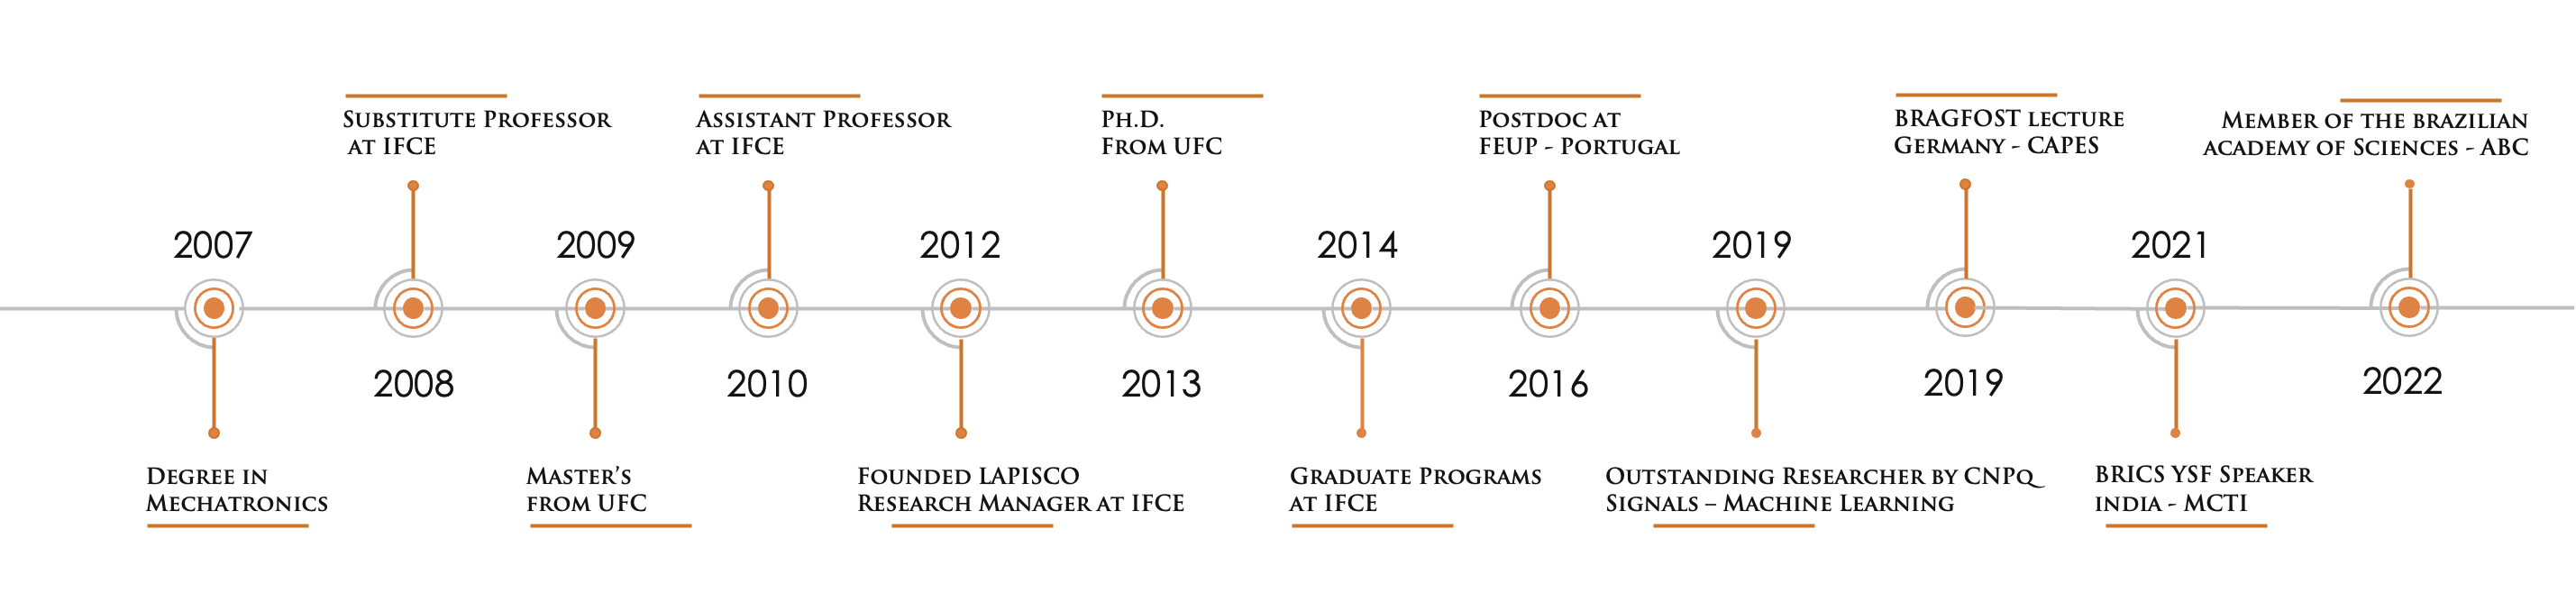 2007
Degree in
Mechatronics
Substitute Professor
at IFCE
2008
2009
Master's
from UFC
Assistant Professor
at IFCE
2010
2012
Founded LAPISCO
Research Manager at IFCE
Ph.D.
From UFC
2013
2014
Graduate Programs
at IFCE
Postdoc at
FEUP - Portugal
2016
2019
Outstanding Researcher by CNPq
Signals – Machine Learning
BRAGFOST lecture
Germany - CAPES
2019
2021
BRICS YSF Speaker
india - MCTI
Member of the brazilian
academy of Sciences - ABC
2022